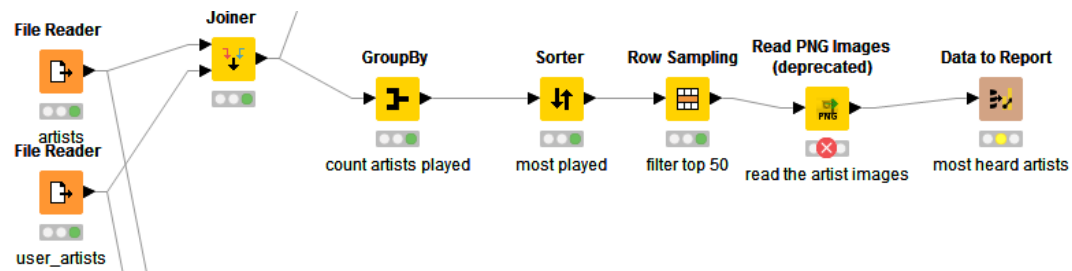 File Reader
artists
File Reader
user_artists
Joiner
GroupBy
count artists played
Sorter
most played
Row Sampling
filter top 50
Read PNG Images
(deprecated)
PNG
read the artist images
Data to Report
most heard artists